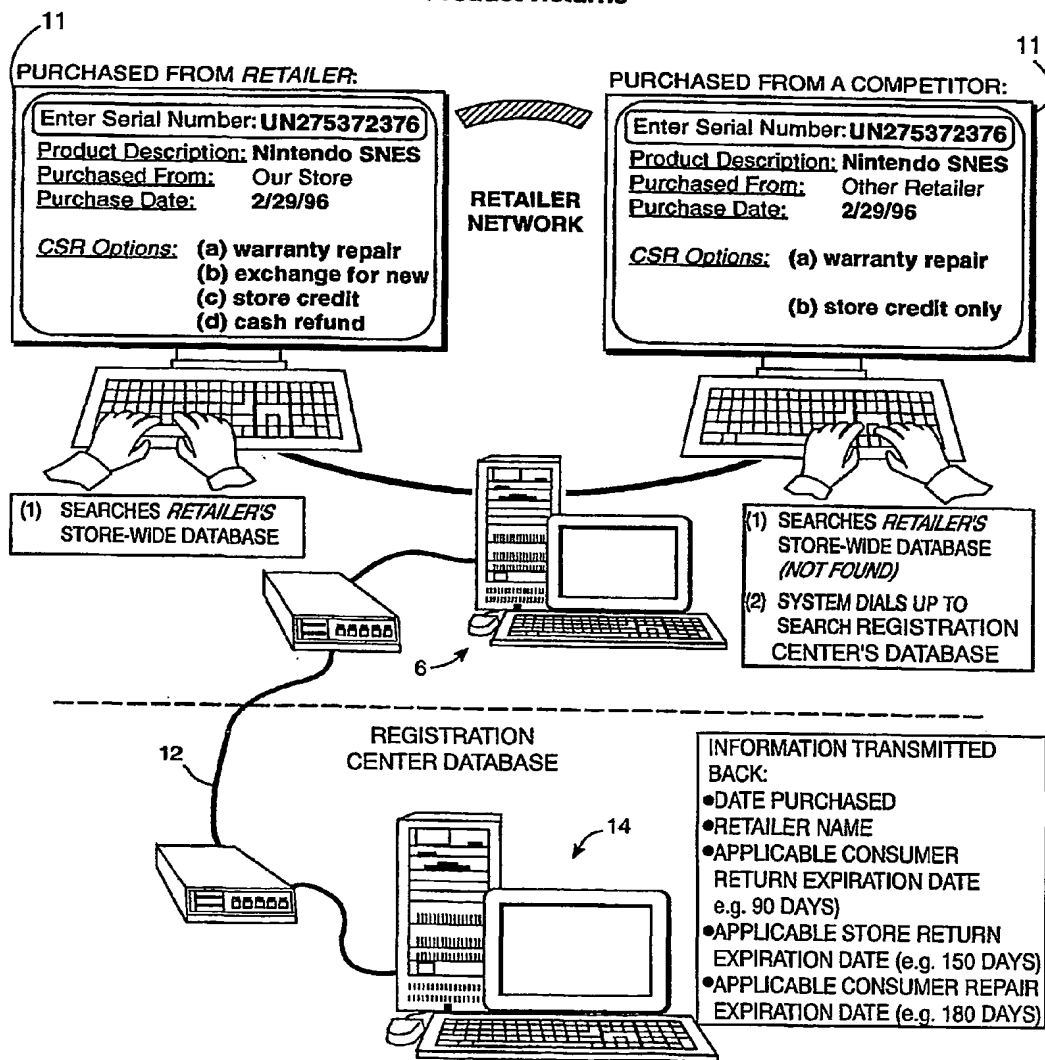 Product Returns
11
11
PURCHASED FROM RETAILER:
Enter Serial Number: UN275372376
Product Description: Nintendo SNES
Purchased From: Our Store
Purchase Date: 2/29/96
CSR Options: (a) warranty repair
(b) exchange for new
(c) store credit
(d) cash refund
RETAILER
NETWORK
PURCHASED FROM A COMPETITOR:
Enter Serial Number: UN275372376
Product Description: Nintendo SNES
Purchased From: Other Retailer
Purchase Date: 2/29/96
CSR Options: (a) warranty repair
(b) store credit only
(1) SEARCHES RETAILER'S
STORE-WIDE DATABASE
(1) SEARCHES RETAILER'S
STORE-WIDE DATABASE
(NOT FOUND)
(2) SYSTEM DIALS UP TO
SEARCH REGISTRATION
CENTER'S DATABASE
6
12
REGISTRATION
CENTER DATABASE
14
INFORMATION TRANSMITTED
BACK:
•DATE PURCHASED
•RETAILER NAME
•APPLICABLE CONSUMER
RETURN EXPIRATION DATE
e.g. 90 DAYS)
•APPLICABLE STORE RETURN
EXPIRATION DATE (e.g. 150 DAYS)
•APPLICABLE CONSUMER REPAIR
EXPIRATION DATE (e.g. 180 DAYS)